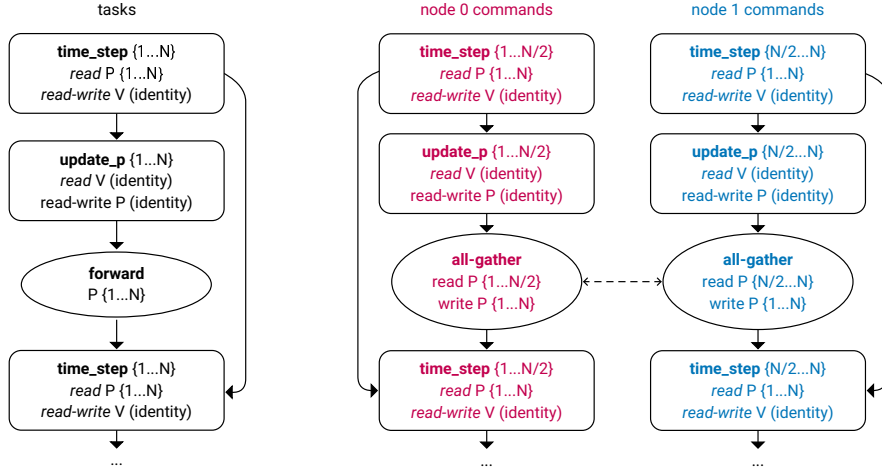 tasks
time_step {1...N}
read P {1...N}
read-write V (identity)
update_p {1...N}
read V (identity)
read-write P (identity)
forward
P {1...N}
time_step {1...N}
read P {1...N}
read-write V (identity)
...
node 0 commands
time_step {1...N/2}
read P {1...N}
read-write V (identity)
update_p {1...N/2}
read V (identity)
read-write P (identity)
all-gather
read P {1...N/2}
write P {1...N}
time_step {1...N/2}
read P {1...N}
read-write V (identity)
...
node 1 commands
time_step {N/2...N}
read P {1...N}
read-write V (identity)
update_p {N/2...N}
read V (identity)
read-write P (identity)
all-gather
read P {N/2...N}
write P {1...N}
time_step {N/2...N}
read P {1...N}
read-write V (identity)
...